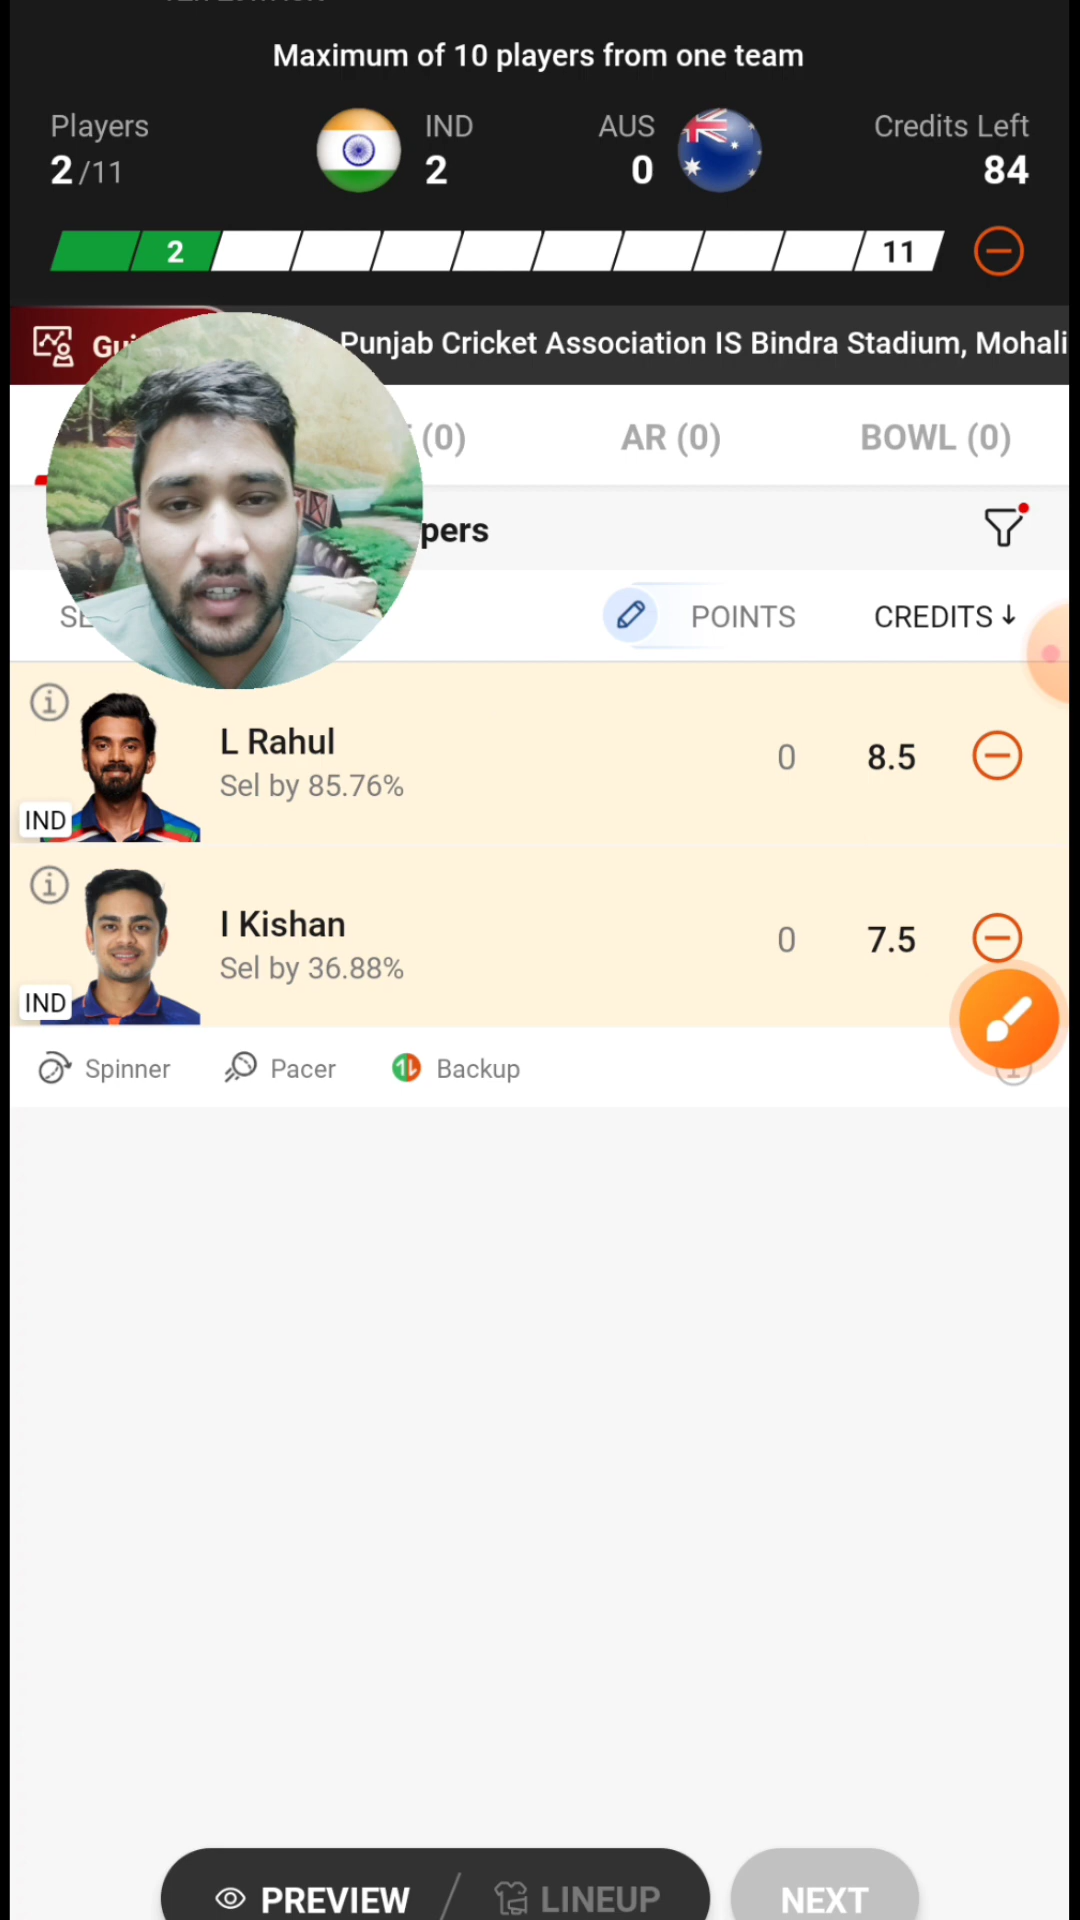 Maximum of 10 players from one team
Players
2/11
IND
2
AUS
0
Credits Left
84
2
11
Punjab Cricket Association IS Bindra Stadium, Mohali
(0)
AR (0)
BOWL (0)
POINTS
CREDITS ↓
L Rahul
Sel by 85.76%
IND
0
8.5
I Kishan
Sel by 36.88%
IND
0
7.5
Spinner
Pacer
Backup
PREVIEW
LINEUP
NEXT